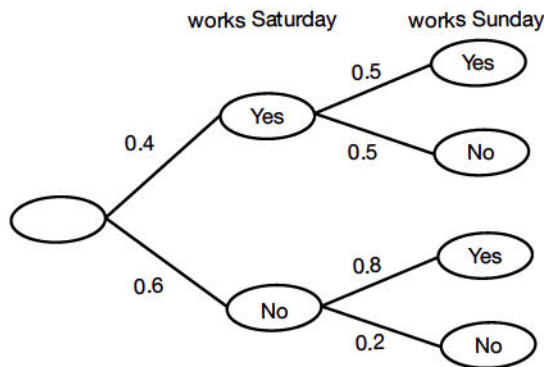 works Saturday
works Sunday
Yes
0.5
Yes
0.4
0.5
No
0.6
0.8
Yes
No
0.2
No